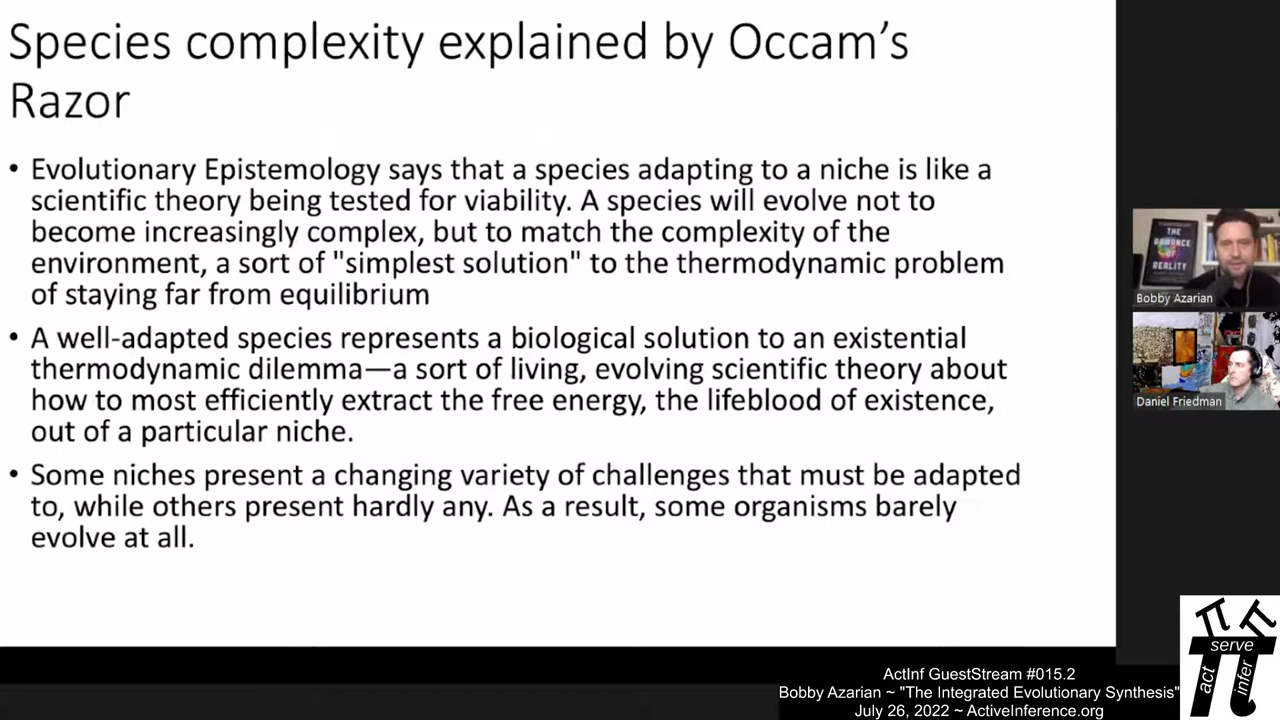 Species complexity explained by Occam's
Razor
• Evolutionary Epistemology says that a species adapting to a niche is like a
scientific theory being tested for viability. A species will evolve not to
become increasingly complex, but to match the complexity of the
environment, a sort of "simplest solution" to the thermodynamic problem
of staying far from equilibrium
• A well-adapted species represents a biological solution to an existential
thermodynamic dilemma—a sort of living, evolving scientific theory about
how to most efficiently extract the free energy, the lifeblood of existence,
out of a particular niche.
• Some niches present a changing variety of challenges that must be adapted
to, while others present hardly any. As a result, some organisms barely
evolve at all.
THE
ROMANCE
OF
REALITY
Bobby Azarian
Daniel Friedman
serve
act
infer
ActInf GuestStream #015.2
Bobby Azarian ~ "The Integrated Evolutionary Synthesis"
July 26, 2022 ~ ActiveInference.org